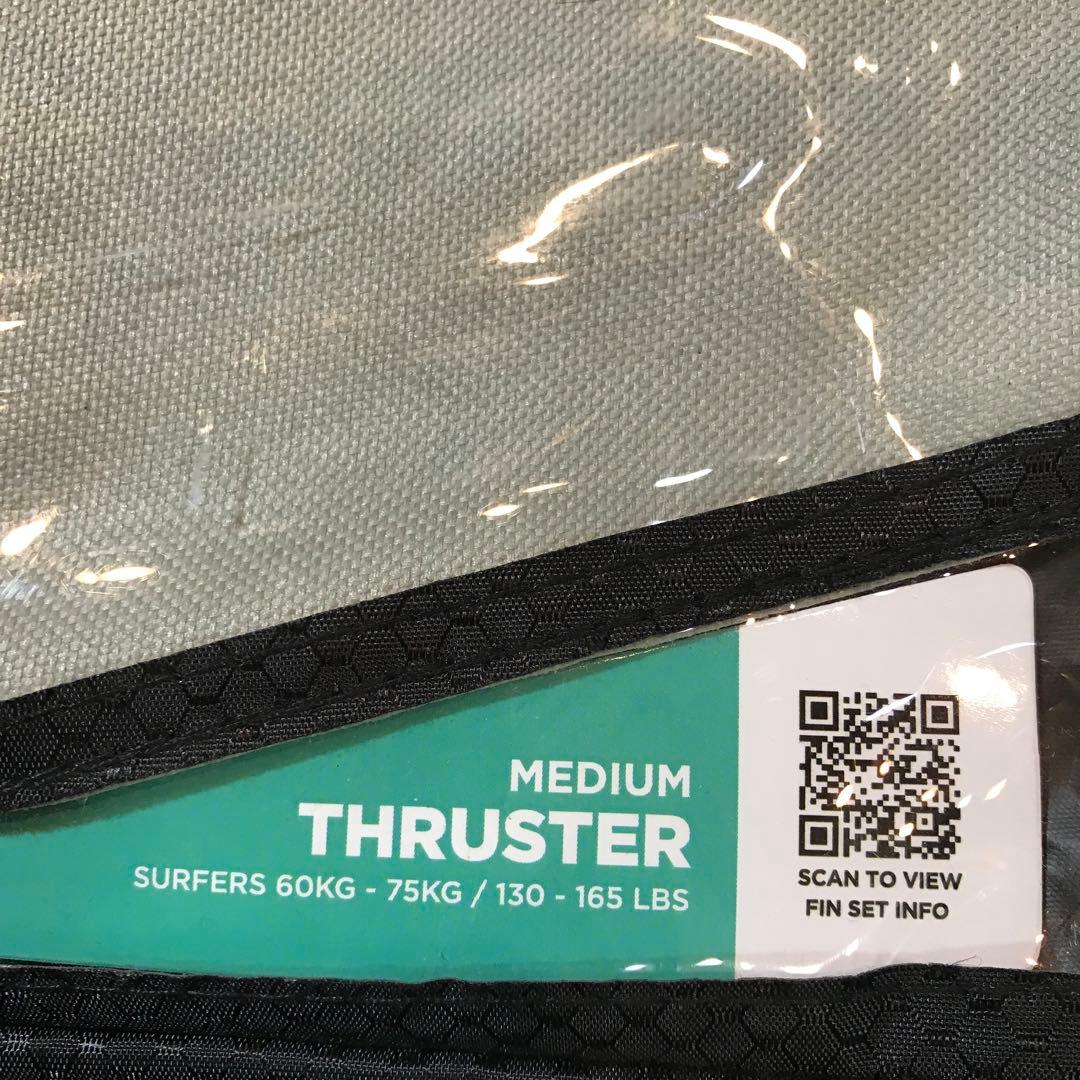 MEDIUM
THRUSTER
SURFERS 60KG - 75KG / 130 - 165 LBS
SCAN TO VIEW
FIN SET INFO